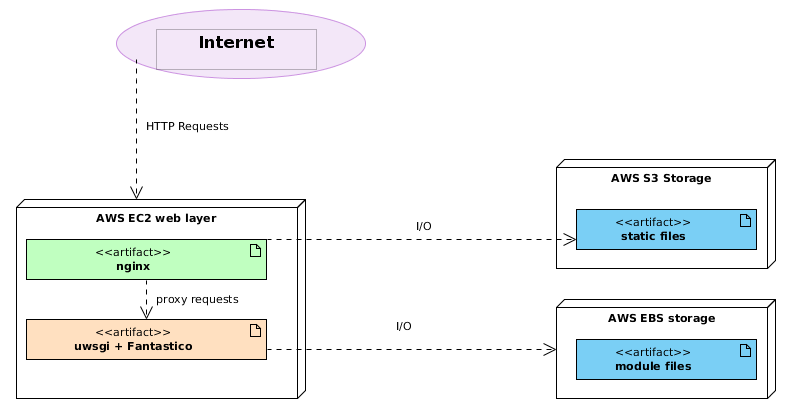 Internet
HTTP Requests
AWS EC2 web layer
<<artifact>>
nginx
proxy requests
<<artifact>>
uwsgi + Fantastico
I/O
I/O
AWS S3 Storage
<<artifact>>
static files
AWS EBS storage
<<artifact>>
module files